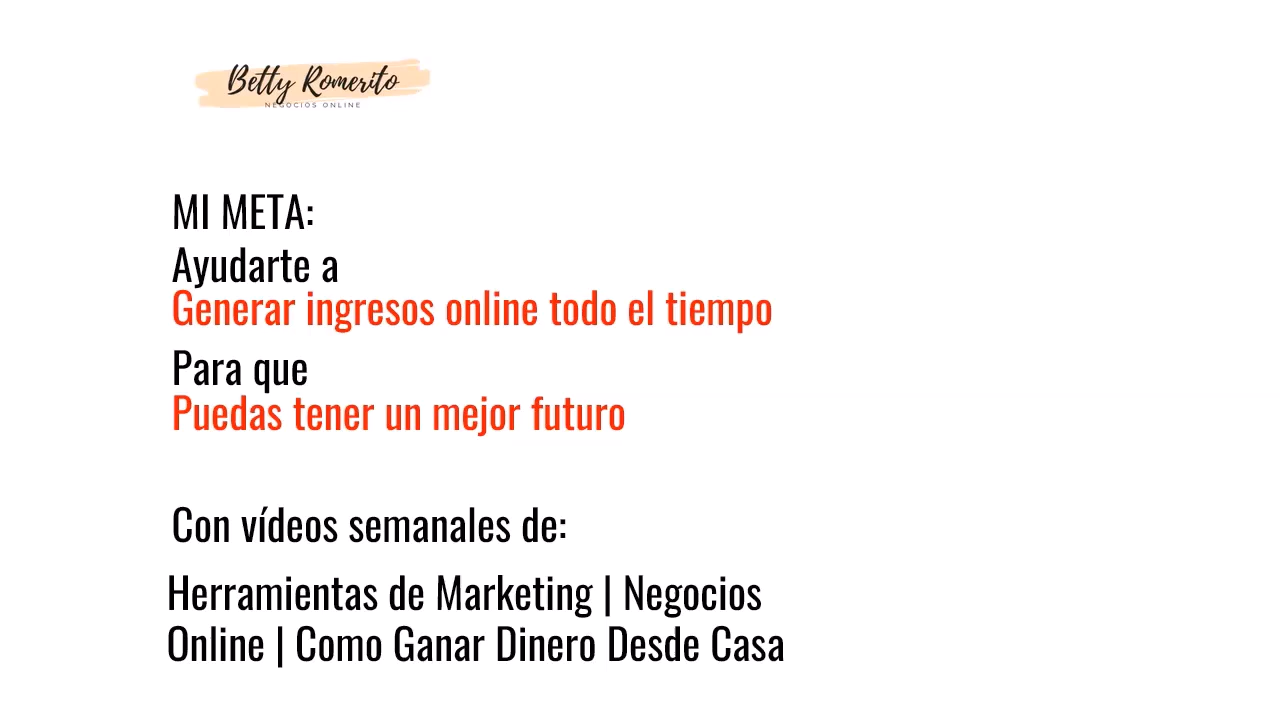 Betty Romerito
NEGOCIOS ONLINE
MI META:
Ayudarte a
Generar ingresos online todo el tiempo
Para que
Puedas tener un mejor futuro
Con vídeos semanales de:
Herramientas de Marketing | Negocios
Online | Como Ganar Dinero Desde Casa